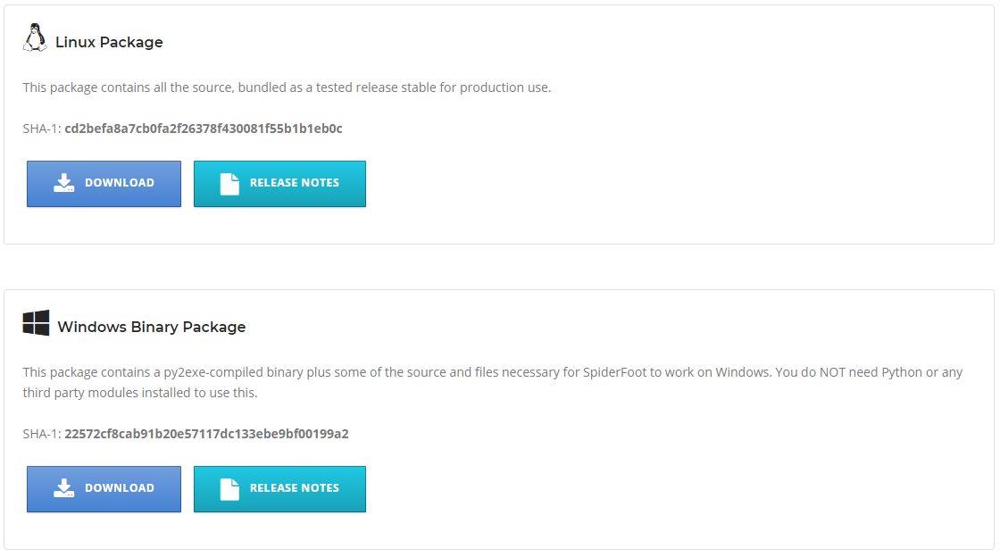 Linux Package
This package contains all the source, bundled as a tested release stable for production use.
SHA-1: cd2befa8a7cb0fa2f26378f430081f55b1b1eb0c
DOWNLOAD
RELEASE NOTES
Windows Binary Package
This package contains a py2exe-compiled binary plus some of the source and files necessary for SpiderFoot to work on Windows. You do NOT need Python or any
third party modules installed to use this.
SHA-1: 22572cf8cab91b20e57117dc133ebe9bf00199a2
DOWNLOAD
RELEASE NOTES